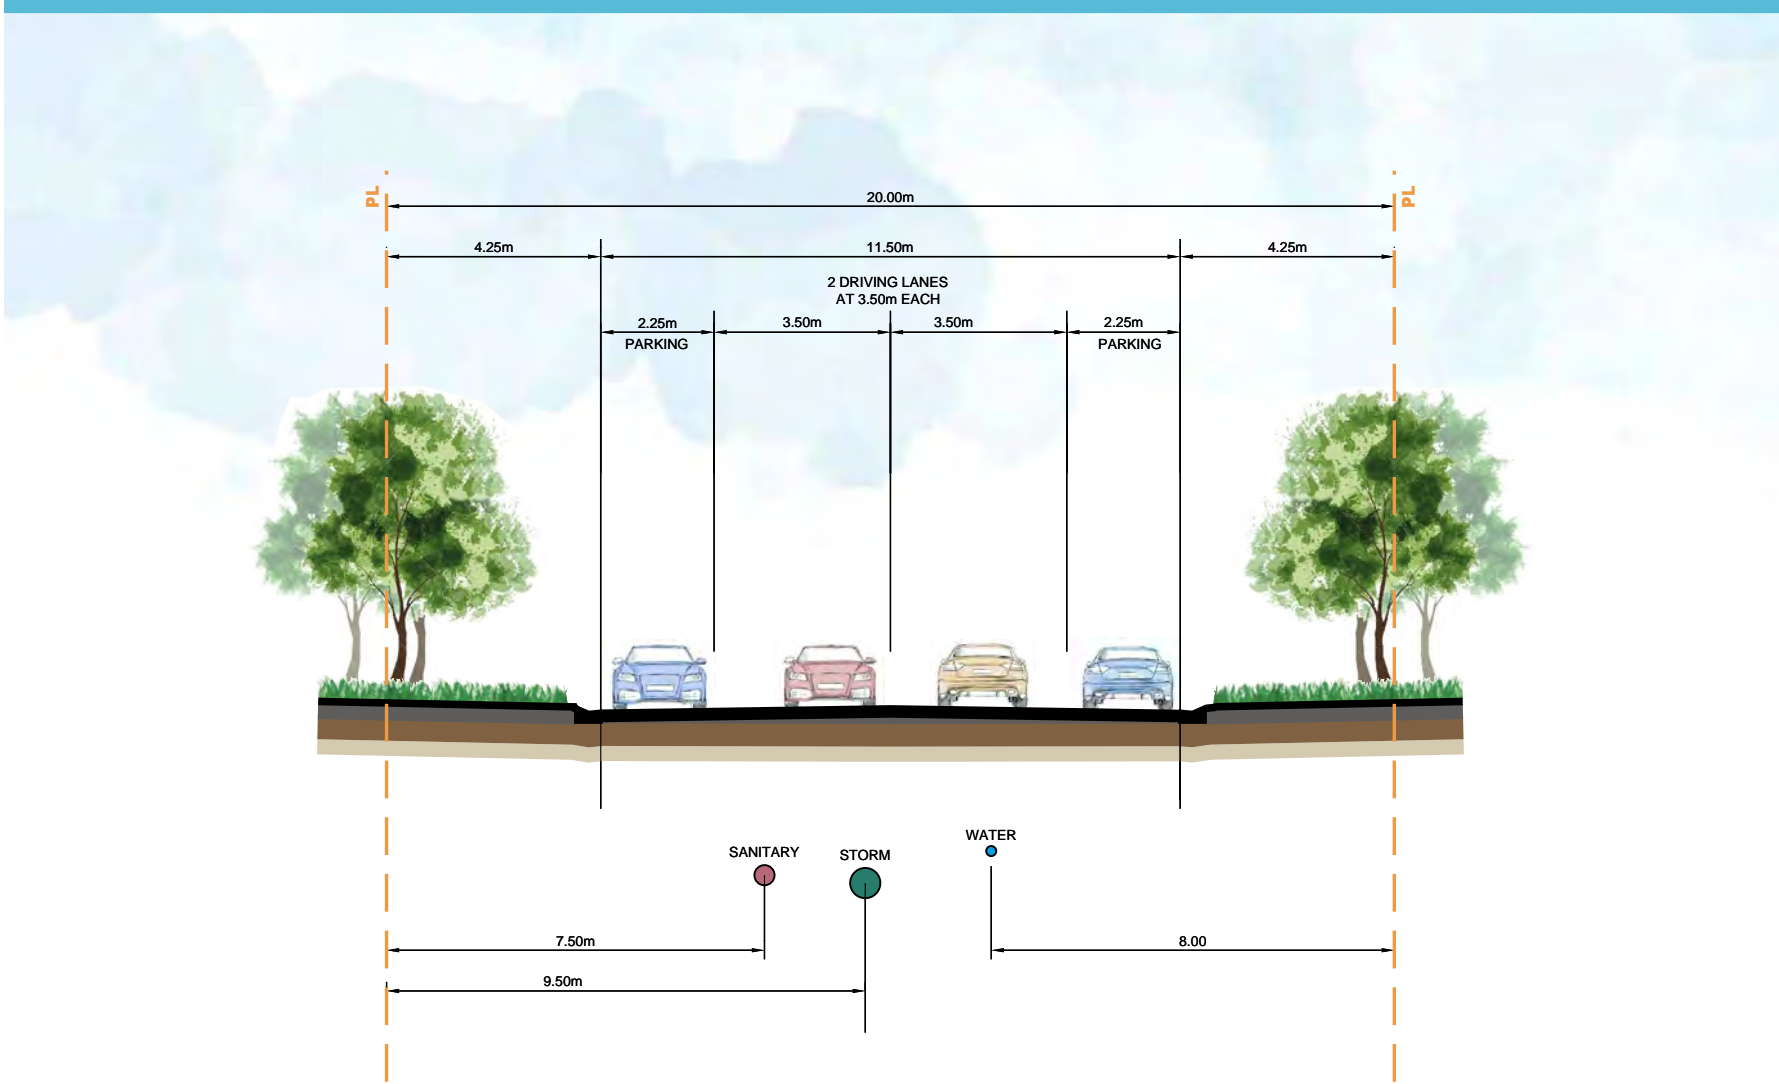 PL
PL
20.00m
4.25m
11.50m
4.25m
2 DRIVING LANES
AT 3.50m EACH
2.25m
3.50m
3.50m
2.25m
PARKING
PARKING
WATER
SANITARY
STORM
7.50m
8.00
9.50m